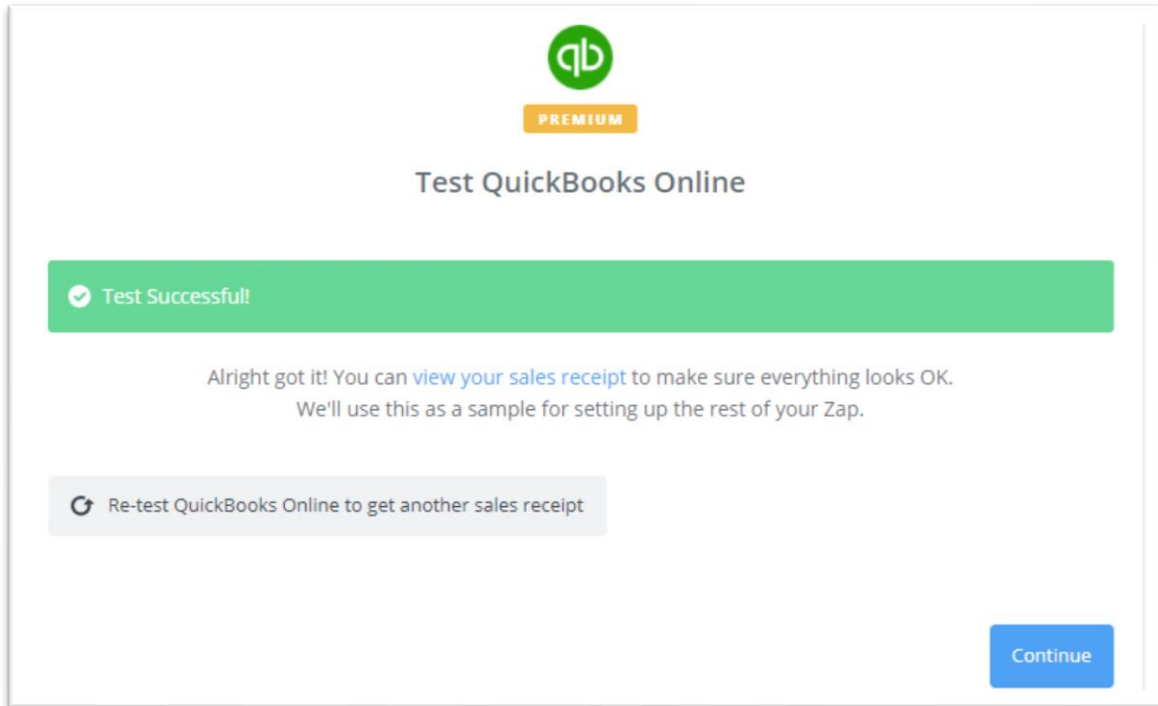 qb
PREMIUM
Test QuickBooks Online
Test Successful!
Alright got it! You can view your sales receipt to make sure everything looks OK.
We'll use this as a sample for setting up the rest of your Zap.
Re-test QuickBooks Online to get another sales receipt
Continue